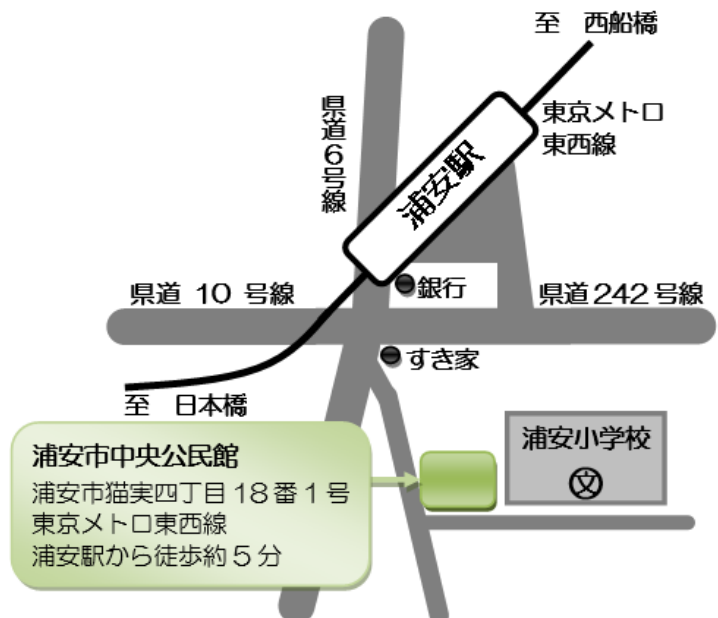 至 西船橋
東京メトロ
東西線
県道6号線
浦安駅
銀行
県道 10 号線
県道242号線
すき家
至 日本橋
浦安市中央公民館
浦安市猫実四丁目18番1号
東京メトロ東西線
浦安駅から徒歩約5分
浦安小学校
文